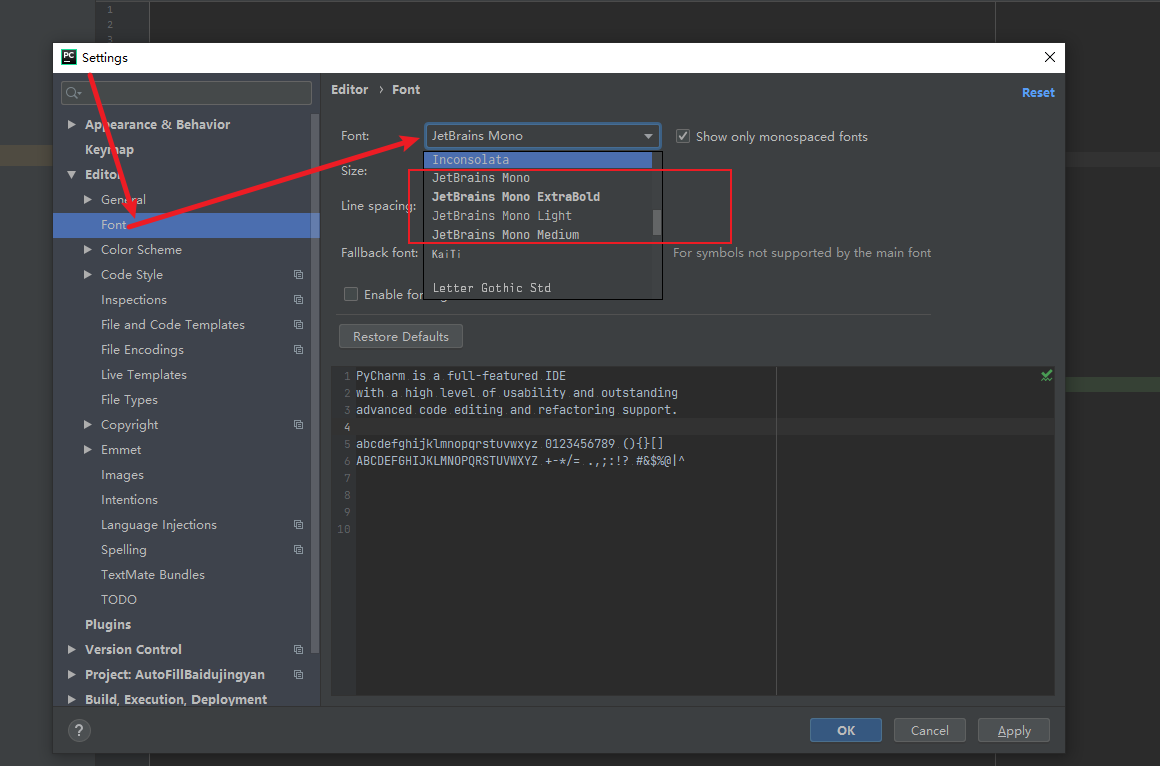 1
2
3
PC Settings
Editor › Font
Reset
Appearance & Behavior
Keymap
Editor
General
Font
Color Scheme
Code Style
Inspections
File and Code Templates
File Encodings
Live Templates
File Types
Copyright
Emmet
Images
Intentions
Language Injections
Spelling
TextMate Bundles
TODO
Plugins
Version Control
Project: AutoFillBaidujingyan
Build, Execution, Deployment
Font: JetBrains Mono Show only monospaced fonts
Inconsolata
JetBrains Mono
JetBrains Mono ExtraBold
JetBrains Mono Light
JetBrains Mono Medium
KaiTi
Letter Gothic Std
Size:
Line spacing:
Fallback font: For symbols not supported by the main font
Enable fo
Restore Defaults
1 PyCharm is a full-featured IDE
2 with a high level of usability and outstanding
3 advanced code editing and refactoring support.
4
5 abcdefghijklmnopqrstuvwxyz 0123456789 (){}[]
6 ABCDEFGHIJKLMNOPQRSTUVWXYZ +-*/= .,;:!? #&$%@|^
7
8
9
10
? OK Cancel Apply